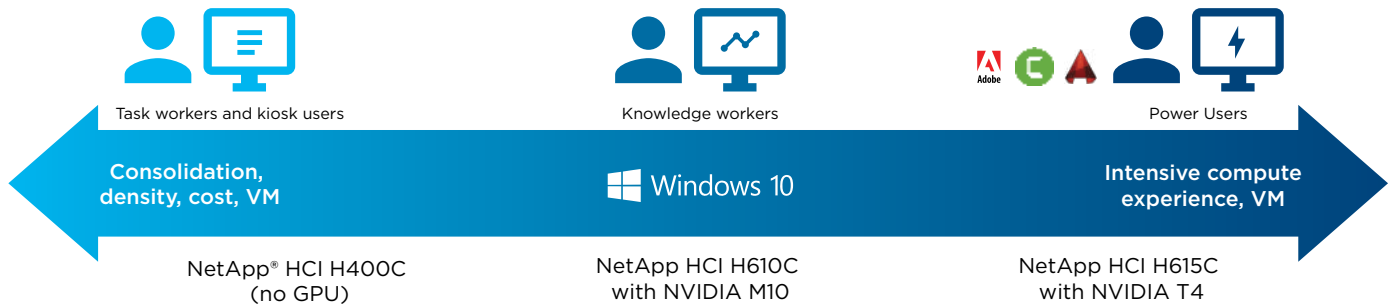 Adobe
C
Task workers and kiosk users
Knowledge workers
Power Users
Consolidation,
density, cost, VM
Windows 10
Intensive compute
experience, VM
NetApp® HCI H400C
(no GPU)
NetApp HCI H610C
with NVIDIA M10
NetApp HCI H615C
with NVIDIA T4